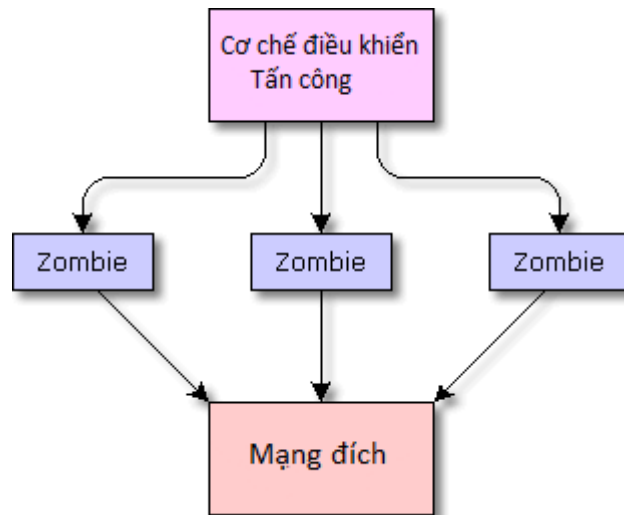 Cơ chế điều khiển
Tấn công
Zombie
Zombie
Zombie
Mạng đích